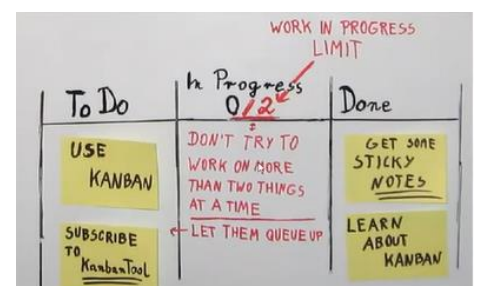 WORK IN PROGRESS
LIMIT
To Do
In Progress
0/2
Done
USE
KANBAN
SUBSCRIBE
TO
KanbanTool
DON'T TRY TO
WORK ON MORE
THAN TWO THINGS
AT A TIME
← LET THEM QUEUE UP
GET SOME
STICKY
NOTES
LEARN
ABOUT
KANBAN